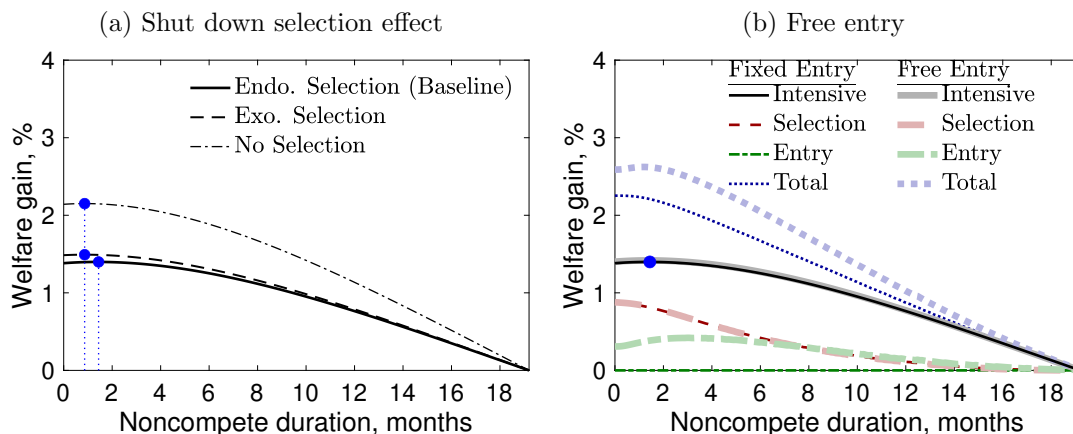 (a) Shut down selection effect
4
3
2
1
0
Welfare gain, %
Endo. Selection (Baseline)
Exo. Selection
No Selection
0 2 4 6 8 10 12 14 16 18
Noncompete duration, months
(b) Free entry
4
3
2
1
0
Welfare gain, %
Fixed Entry Free Entry
Intensive Intensive
Selection Selection
Entry Entry
Total Total
0 2 4 6 8 10 12 14 16 18
Noncompete duration, months